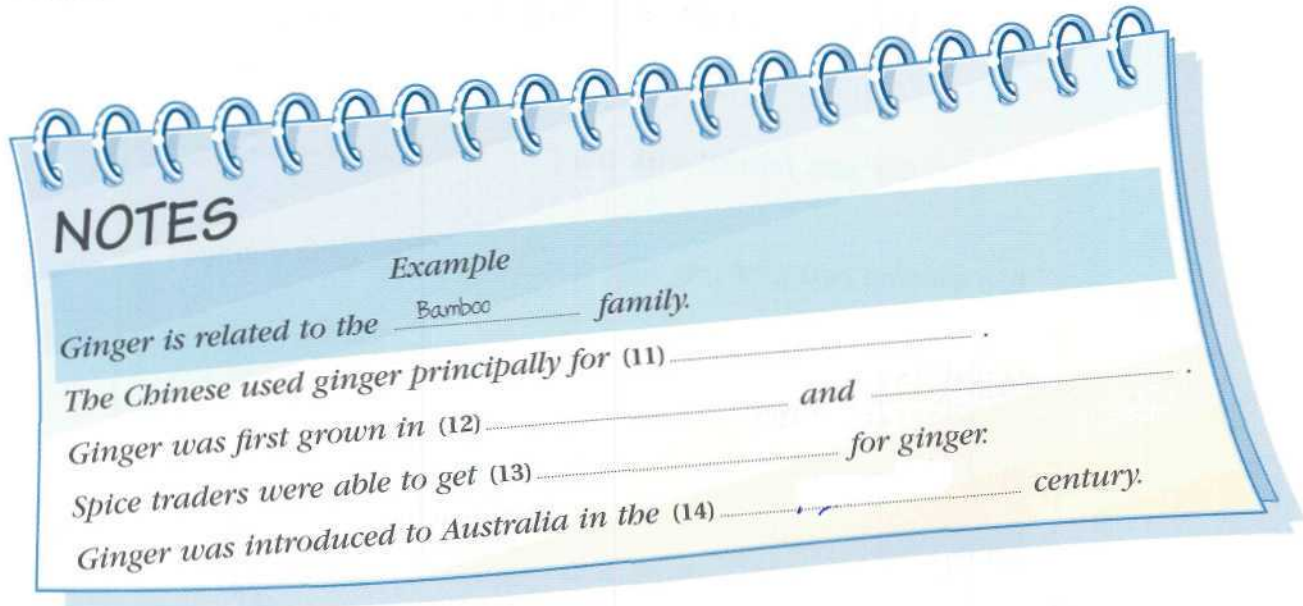 NOTES
Example
Ginger is related to the Bamboo family.
The Chinese used ginger principally for (11) .
Ginger was first grown in (12) and .
Spice traders were able to get (13) for ginger.
Ginger was introduced to Australia in the (14) century.